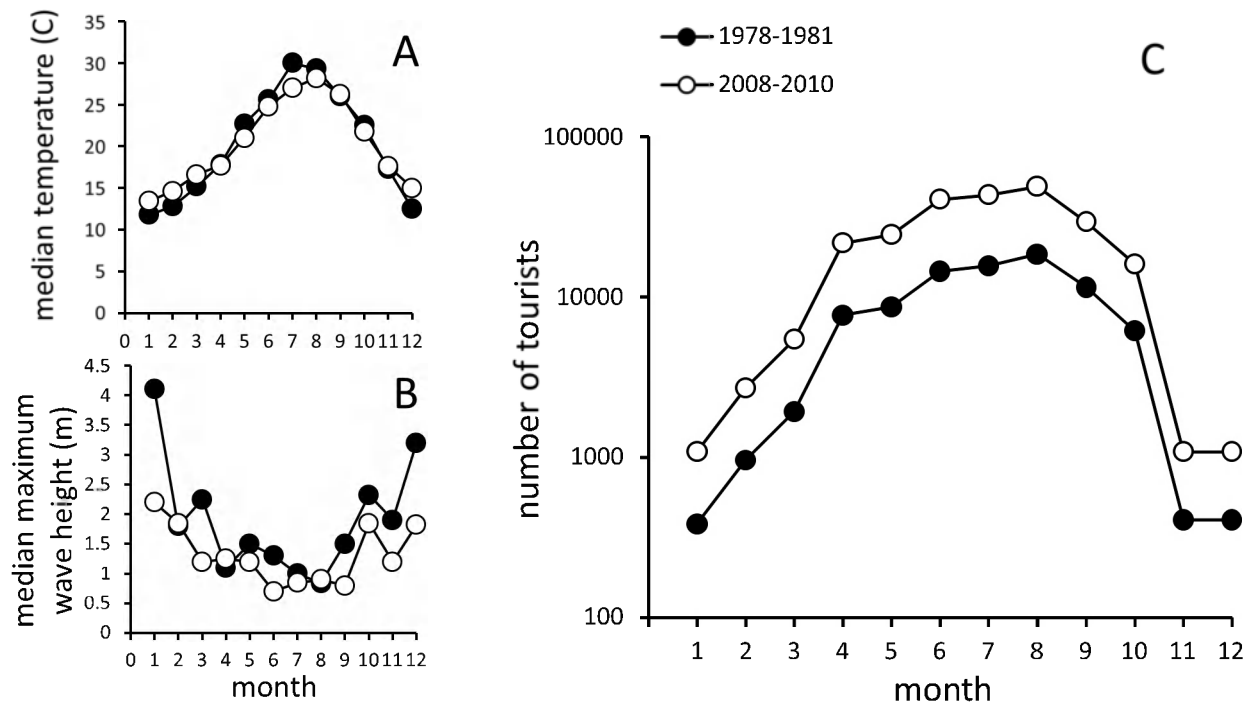 A
median temperature (C)
35
30
25
20
15
10
5
0
0 1 2 3 4 5 6 7 8 9 10 11 12
B
median maximum
wave height (m)
4.5
4
3.5
3
2.5
2
1.5
1
0.5
0
0 1 2 3 4 5 6 7 8 9 10 11 12
month
1978-1981
2008-2010
C
number of tourists
100000
10000
1000
100
1 2 3 4 5 6 7 8 9 10 11 12
month